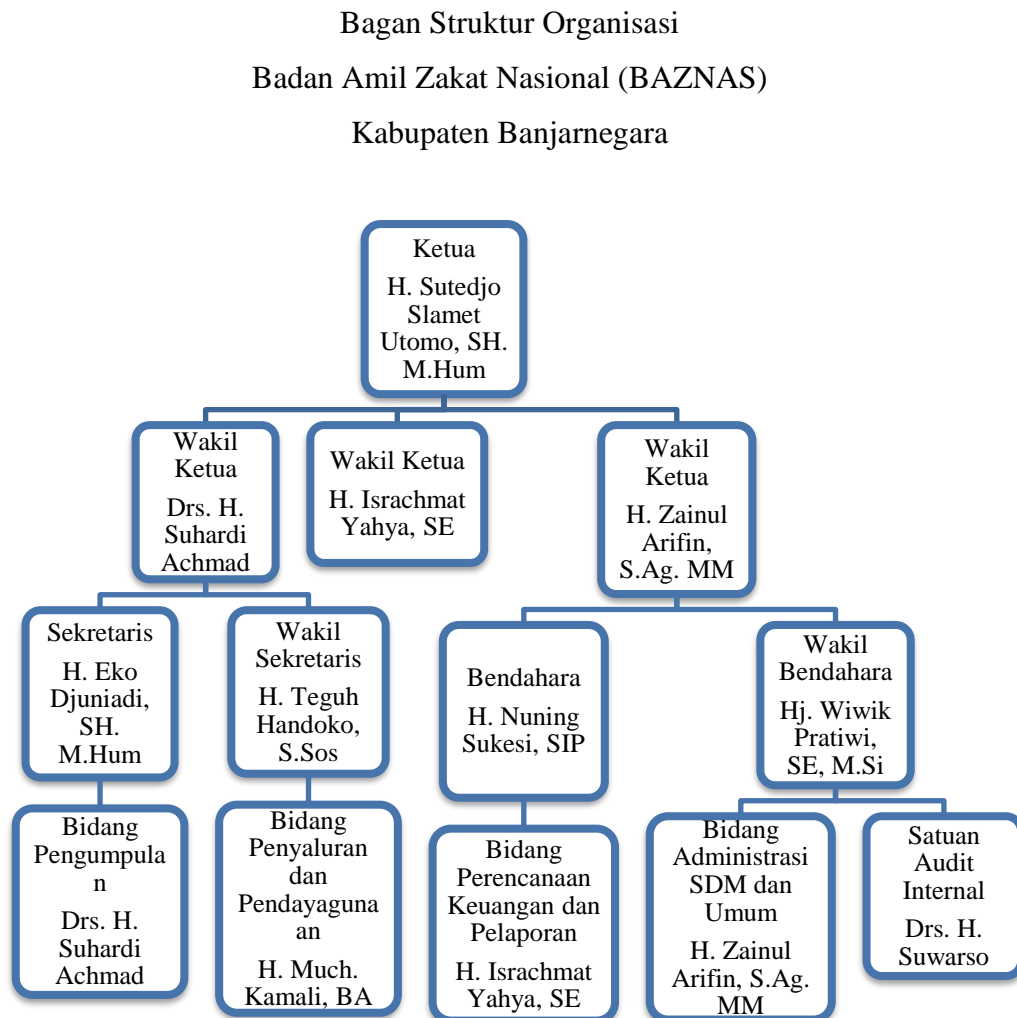 Bagan Struktur Organisasi
Badan Amil Zakat Nasional (BAZNAS)
Kabupaten Banjarnegara
Ketua
H. Sutedjo
Slamet
Utomo, SH.
M.Hum
Wakil
Ketua
Drs. H.
Suhardi
Achmad
Wakil Ketua
H. Israchmat
Yahya, SE
Wakil
Ketua
H. Zainul
Arifin,
S.Ag. MM
Sekretaris
H. Eko
Djuniadi,
SH.
M.Hum
Wakil
Sekretaris
H. Teguh
Handoko,
S.Sos
Bendahara
H. Nuning
Sukesi, SIP
Wakil
Bendahara
Hj. Wiwik
Pratiwi,
SE, M.Si
Bidang
Pengumpula
n
Drs. H.
Suhardi
Achmad
Bidang
Penyaluran
dan
Pendayaguna
an
H. Much.
Kamali, BA
Bidang
Perencanaan
Keuangan dan
Pelaporan
H. Israchmat
Yahya, SE
Bidang
Administrasi
SDM dan
Umum
H. Zainul
Arifin, S.Ag.
MM
Satuan
Audit
Internal
Drs. H.
Suwarso